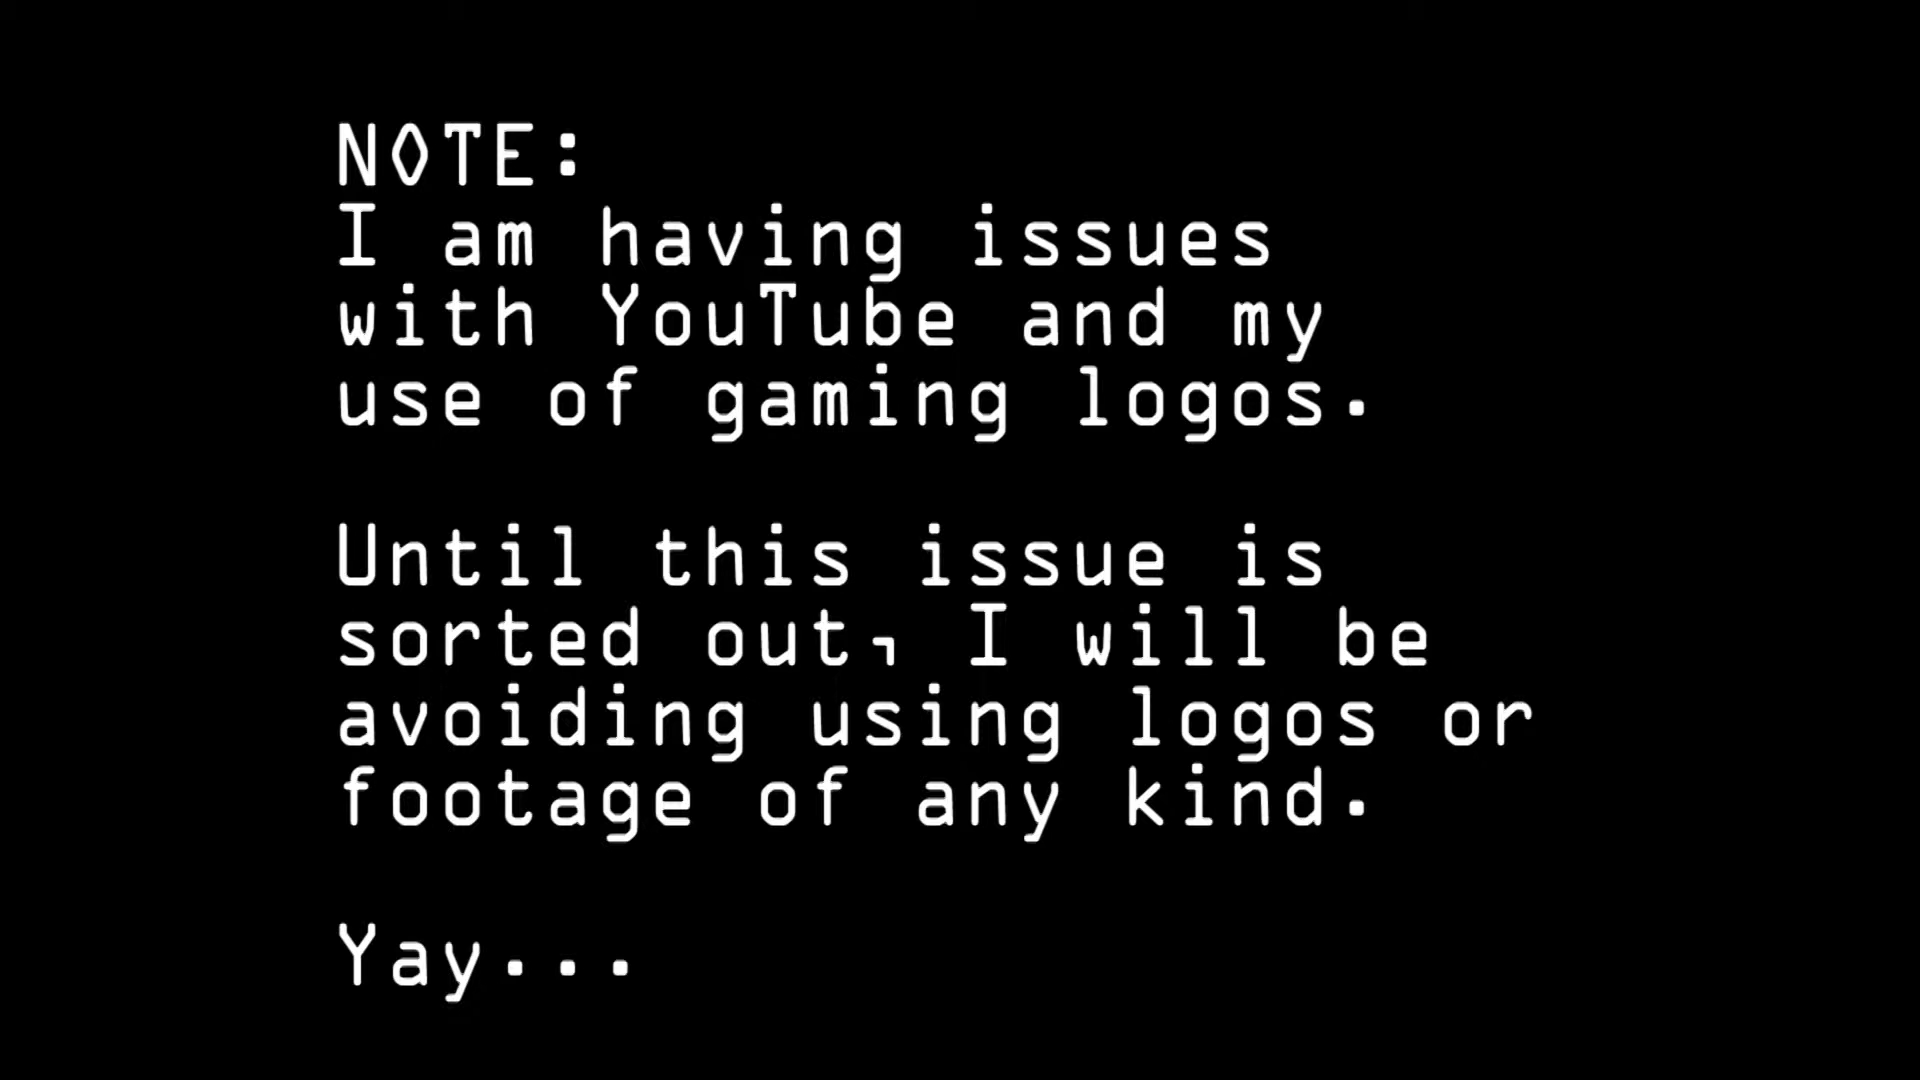 NOTE:
I am having issues
with YouTube and my
use of gaming logos.
Until this issue is
sorted out, I will be
avoiding using logos or
footage of any kind.
Yay...